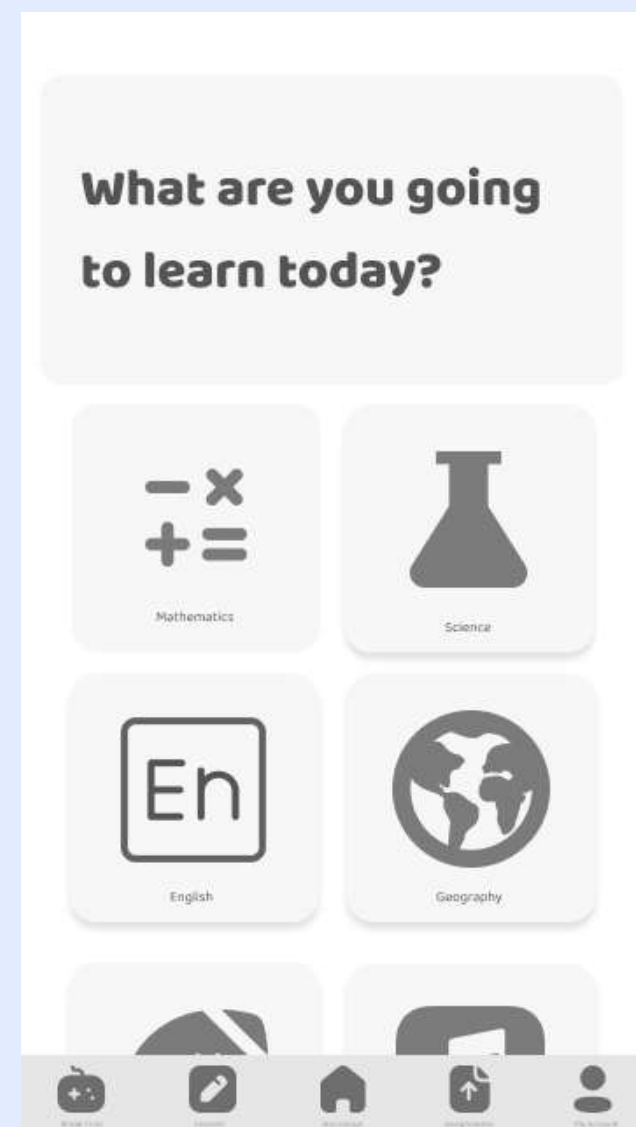 What are you going
to learn today?
Mathematics
Science
En
English
Geography